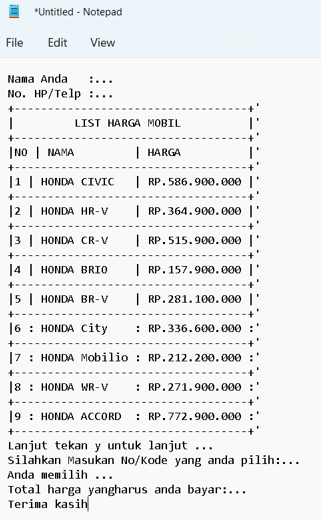 *Untitled - Notepad
File Edit View
Nama Anda   :...
No. HP/Telp :...
+--------------------------------+'
|        LIST HARGA MOBIL        |'
+--------------------------------+'
|NO | NAMA         | HARGA        |'
+--------------------------------+'
|1 | HONDA CIVIC   | RP.586.900.000 |'
+--------------------------------+'
|2 | HONDA HR-V    | RP.364.900.000 |'
+--------------------------------+'
|3 | HONDA CR-V    | RP.515.900.000 |'
+--------------------------------+'
|4 | HONDA BRIO    | RP.157.900.000 |'
+--------------------------------+'
|5 | HONDA BR-V    | RP.281.100.000 |'
+--------------------------------+'
|6 : HONDA City    : RP.336.600.000 :'
+--------------------------------+'
|7 : HONDA Mobilio : RP.212.200.000 :'
+--------------------------------+'
|8 : HONDA WR-V    : RP.271.900.000 :'
+--------------------------------+'
|9 : HONDA ACCORD  : RP.772.900.000 :'
+--------------------------------+'
Lanjut tekan y untuk lanjut ...
Silahkan Masukan No/Kode yang anda pilih:...
Anda memilih ...
Total harga yangharus anda bayar:...
Terima kasih